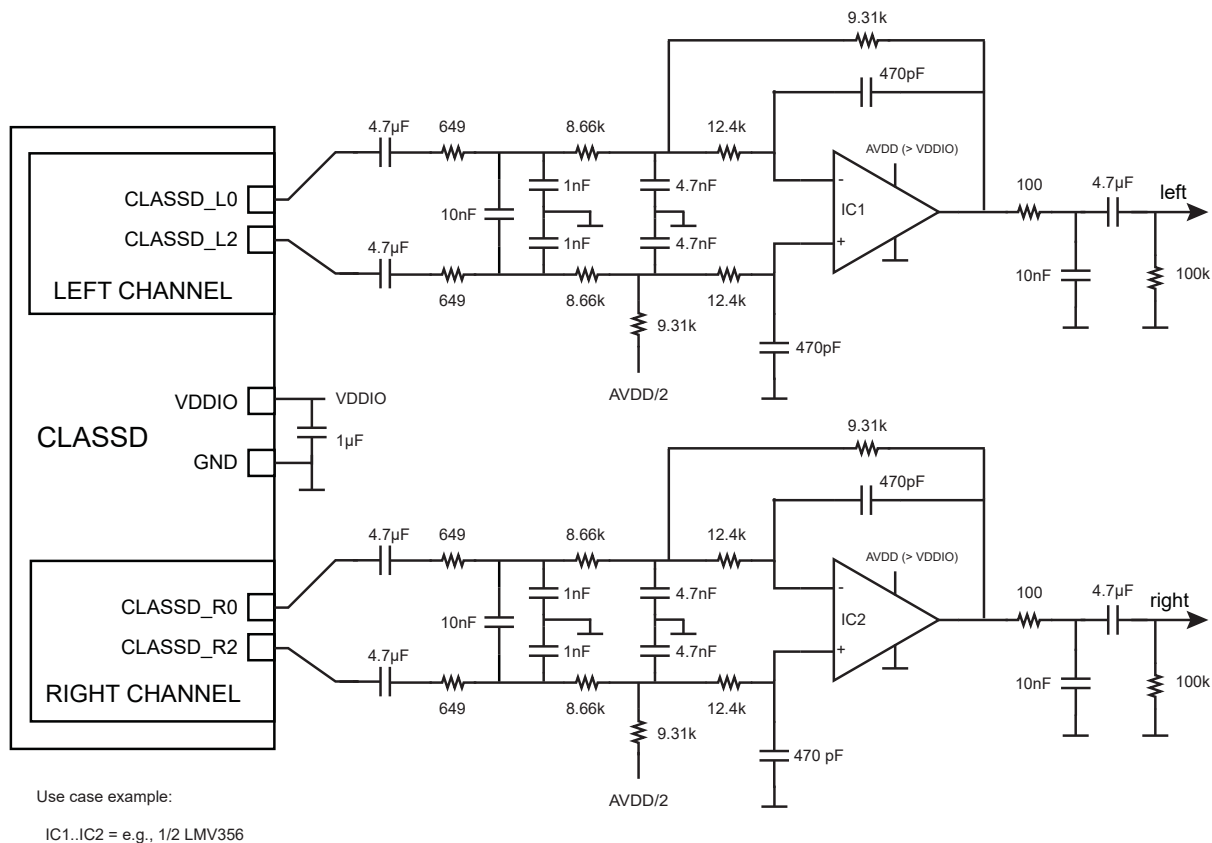 9.31k
470pF
4.7µF
649
8.66k
12.4k
AVDD (> VDDIO)
CLASSD_L0
1nF
4.7nF
-
IC1
100
4.7µF
left
10nF
CLASSD_L2
4.7µF
1nF
4.7nF
+
LEFT CHANNEL
649
8.66k
12.4k
10nF
100k
9.31k
470pF
AVDD/2
VDDIO
VDDIO
CLASSD
1µF
GND
9.31k
470pF
4.7µF
649
8.66k
12.4k
AVDD (> VDDIO)
CLASSD_R0
1nF
4.7nF
-
IC2
100
4.7µF
right
10nF
CLASSD_R2
4.7µF
1nF
4.7nF
+
RIGHT CHANNEL
649
8.66k
12.4k
10nF
100k
9.31k
470 pF
AVDD/2
Use case example:
IC1..IC2 = e.g., 1/2 LMV356